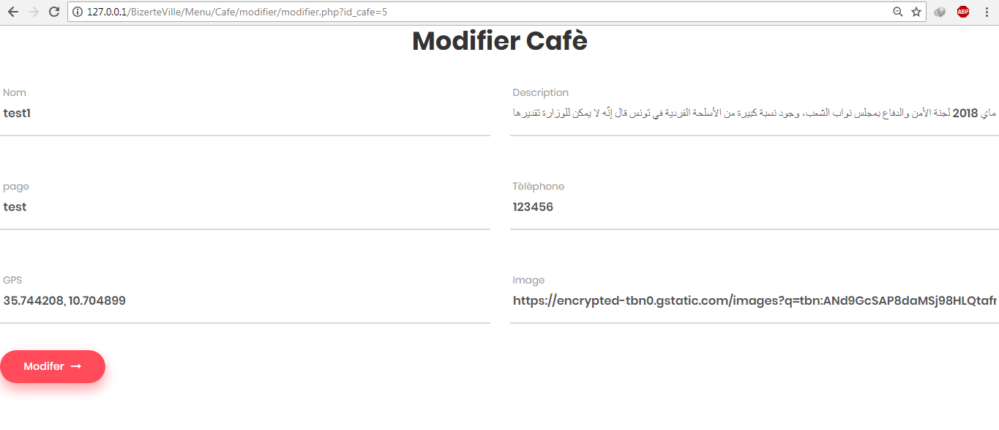 127.0.0.1/BizerteVille/Menu/Cafe/modifier/modifier.php?id_cafe=5
ABP
Modifier Cafè
Nom
Description
test1
ماي 2018 لجنة الأمن والدفاع بمجلس نواب الشعب، وجود نسبة كبيرة من الأسلحة الفردية في تونس قال إنّه لا يمكن للوزارة تقديرها
page
Tèlèphone
test
123456
GPS
Image
35.744208, 10.704899
https://encrypted-tbn0.gstatic.com/images?q=tbn:ANd9GcSAP8daMSj98HLQtafr
Modifer →